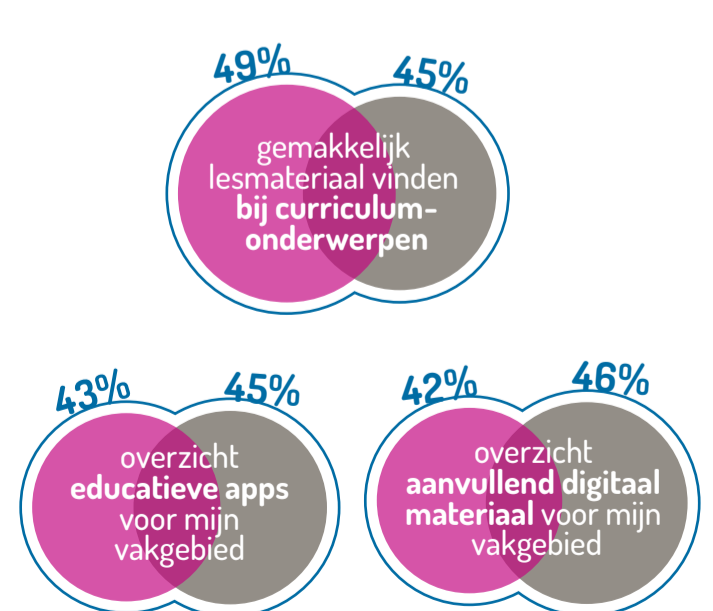 49% 45%
gemakkelijk
lesmateriaal vinden
bij curriculum-
onderwerpen
43% 45%
overzicht
educatieve apps
voor mijn
vakgebied
42% 46%
overzicht
aanvullend digitaal
materiaal voor mijn
vakgebied